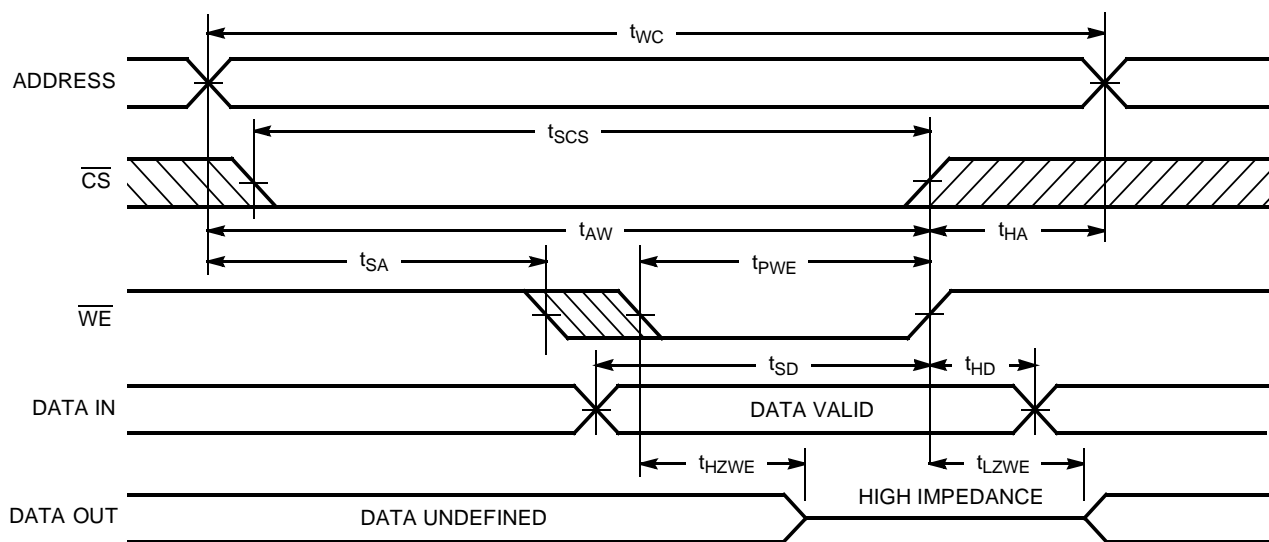 tWC
ADDRESS
tSCS
CS
tAW
tHA
tSA
tPWE
WE
tSD
tHD
DATA IN
DATA VALID
tHZWE
tLZWE
HIGH IMPEDANCE
DATA OUT
DATA UNDEFINED